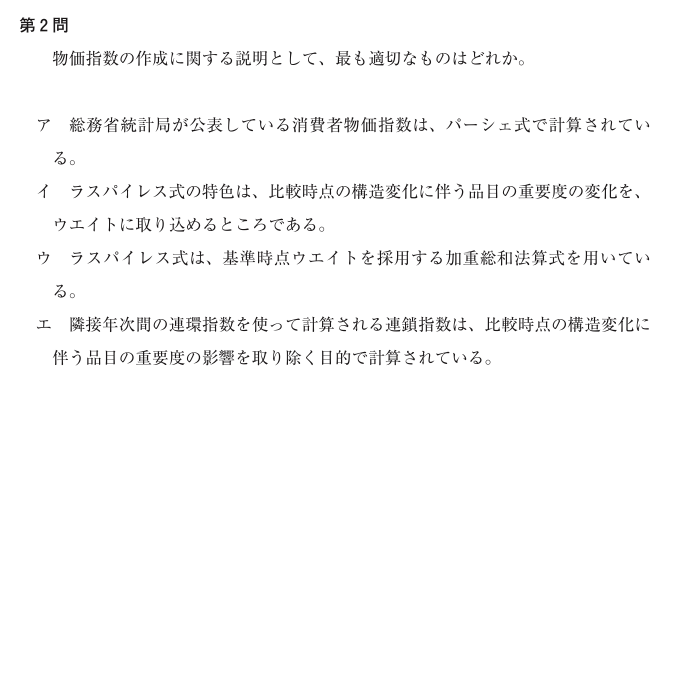 第2問
物価指数の作成に関する説明として、最も適切なものはどれか。
ア　総務省統計局が公表している消費者物価指数は、パーシェ式で計算されてい
る。
イ　ラスパイレス式の特色は、比較時点の構造変化に伴う品目の重要度の変化を、
ウエイトに取り込めるところである。
ウ　ラスパイレス式は、基準時点ウエイトを採用する加重総和法算式を用いてい
る。
エ　隣接年次間の連環指数を使って計算される連鎖指数は、比較時点の構造変化に
伴う品目の重要度の影響を取り除く目的で計算されている。